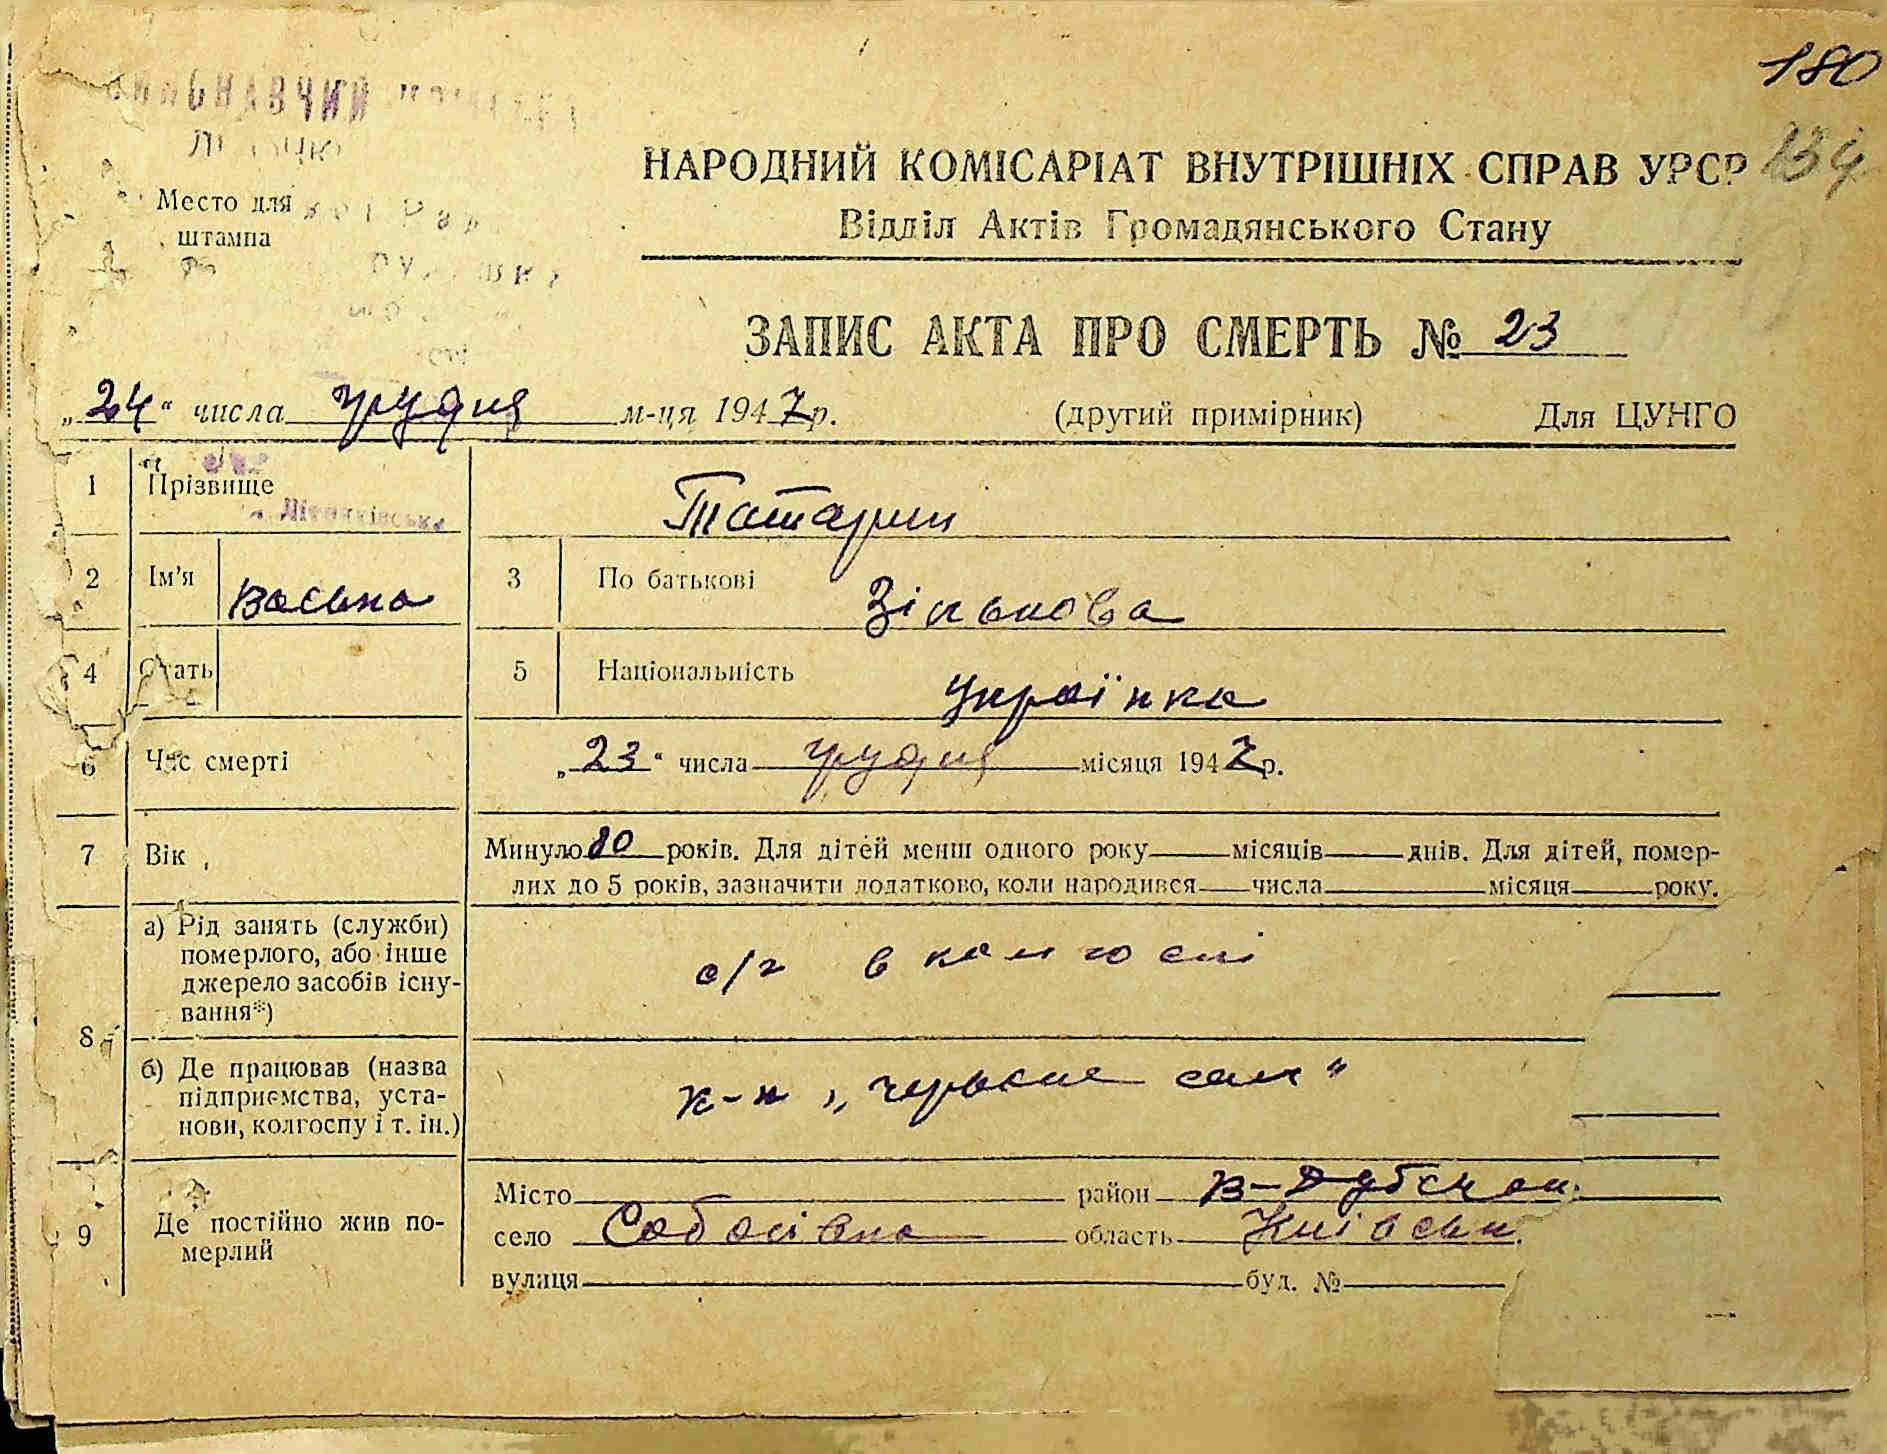 180
134
НАРОДНИЙ КОМІСАРІАТ ВНУТРІШНІХ СПРАВ УРСР
Відділ Актів Громадянського Стану
Место для
штампа
ЗАПИС АКТА ПРО СМЕРТЬ № 23
„24“ числа грудня м-ця 1947 р.
(другий примірник)
Для ЦУНГО
1 Прізвище Татарин
2 Ім'я 3 По батькові Зінькова
4 Стать 5 Національність Українка
6 Час смерті „23“ числа грудня місяця 1947 р.
7 Вік Минуло 80 років. Для дітей менш одного року місяців днів. Для дітей, помер-
лих до 5 років, зазначити додатково, коли народився числа місяця року.
8
а) Рід занять (служби)
померлого, або інше
джерело засобів існу-
вання*)
с/г в колгоспі
б) Де працював (назва
підприємства, уста-
нови, колгоспу і т. ін.)
к-п „червоне село“
9 Де постійно жив по-
мерлий
Місто район В-Дубечан.
село область Київськ.
вулиця буд. №